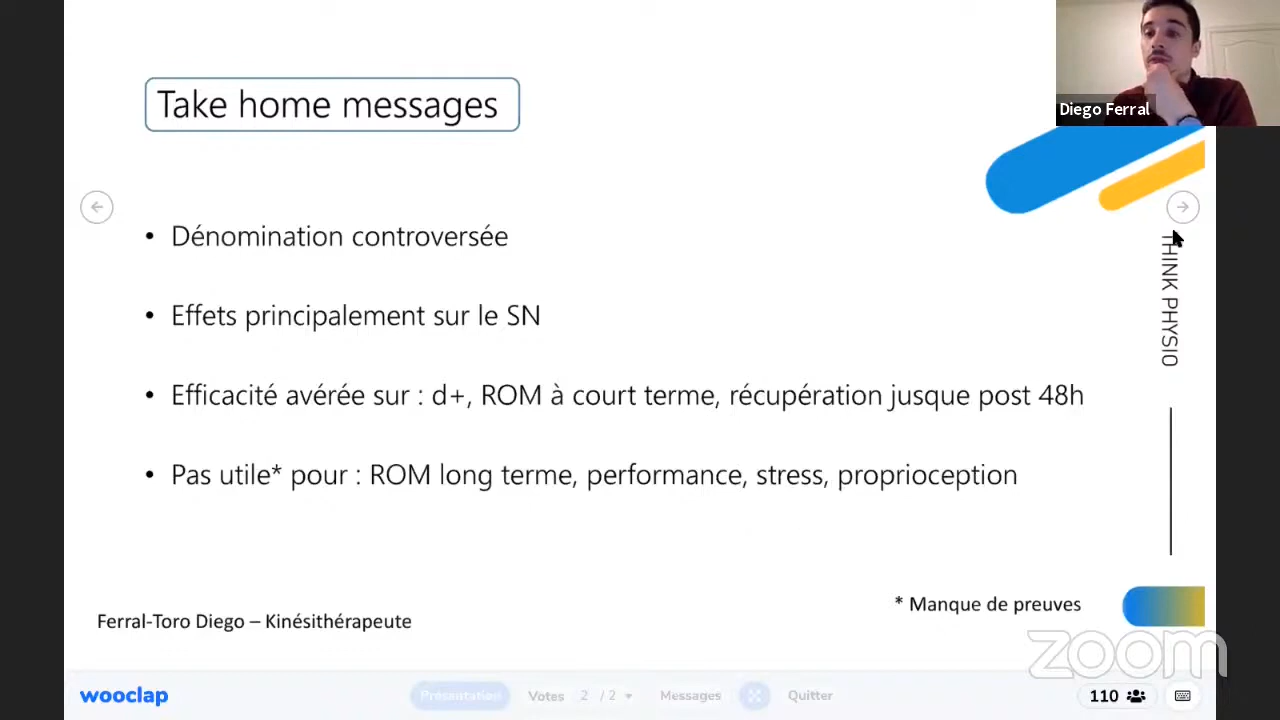 Take home messages
Diego Ferral
• Dénomination controversée
• Effets principalement sur le SN
• Efficacité avérée sur : d+, ROM à court terme, récupération jusque post 48h
• Pas utile* pour : ROM long terme, performance, stress, proprioception
THINK PHYSIO
* Manque de preuves
Ferral-Toro Diego – Kinésithérapeute
zoom
wooclap
Présentation
Votes 2 / 2
Messages
Quitter
110